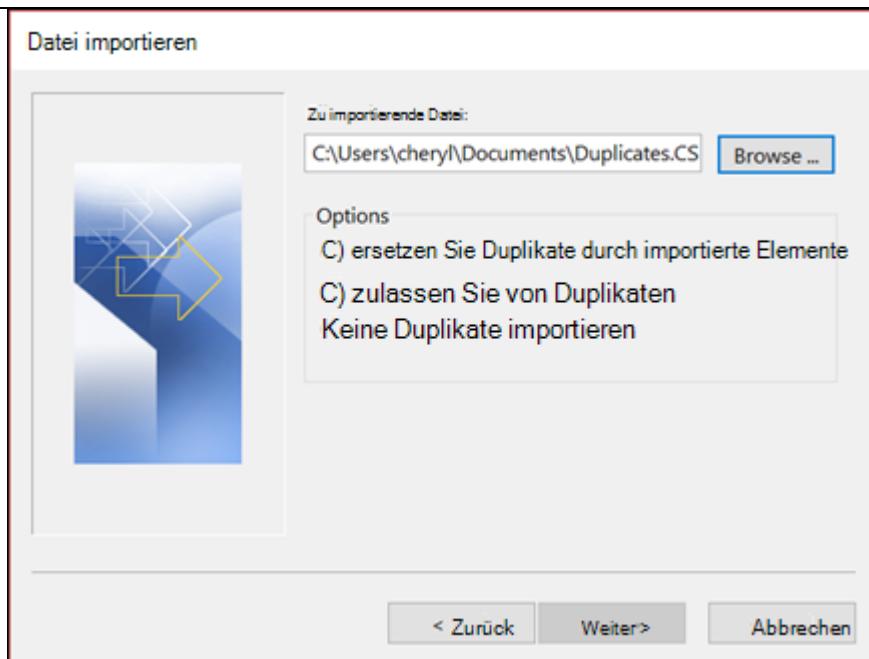 Datei importieren
Zu importierende Datei:
C:\Users\cheryl\Documents\Duplicates.CS
Browse ...
Options
C) ersetzen Sie Duplikate durch importierte Elemente
C) zulassen Sie von Duplikaten
Keine Duplikate importieren
< Zurück
Weiter>
Abbrechen